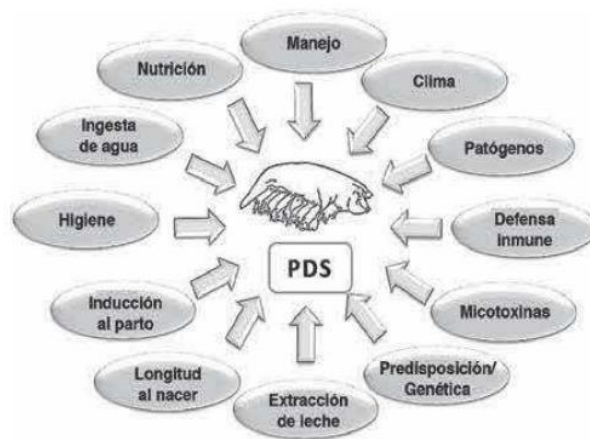 Manejo
Nutrición
Clima
Ingesta
de agua
Patógenos
Higiene
Defensa
inmune
PDS
Inducción
al parto
Micotoxinas
Longitud
al nacer
Extracción
de leche
Predisposición/
Genética